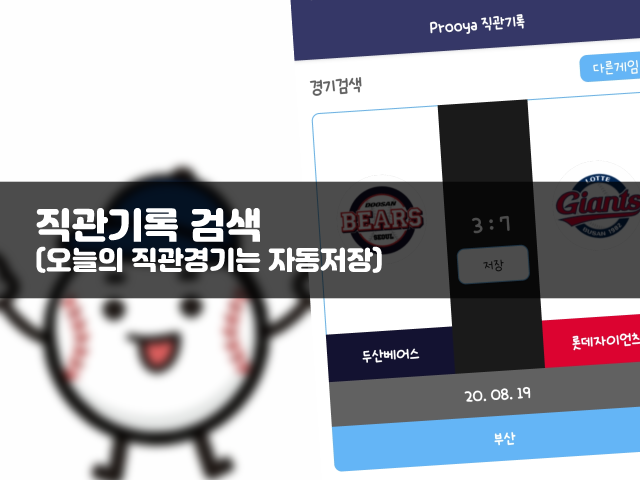 Prooya 직관기록
경기검색
다른게임
DOOSAN
BEARS
SEOUL
3 : 7
저장
LOTTE
Giants
BUSAN 1982
직관기록 검색
(오늘의 직관경기는 자동저장)
두산베어스
롯데자이언츠
20. 08. 19
부산